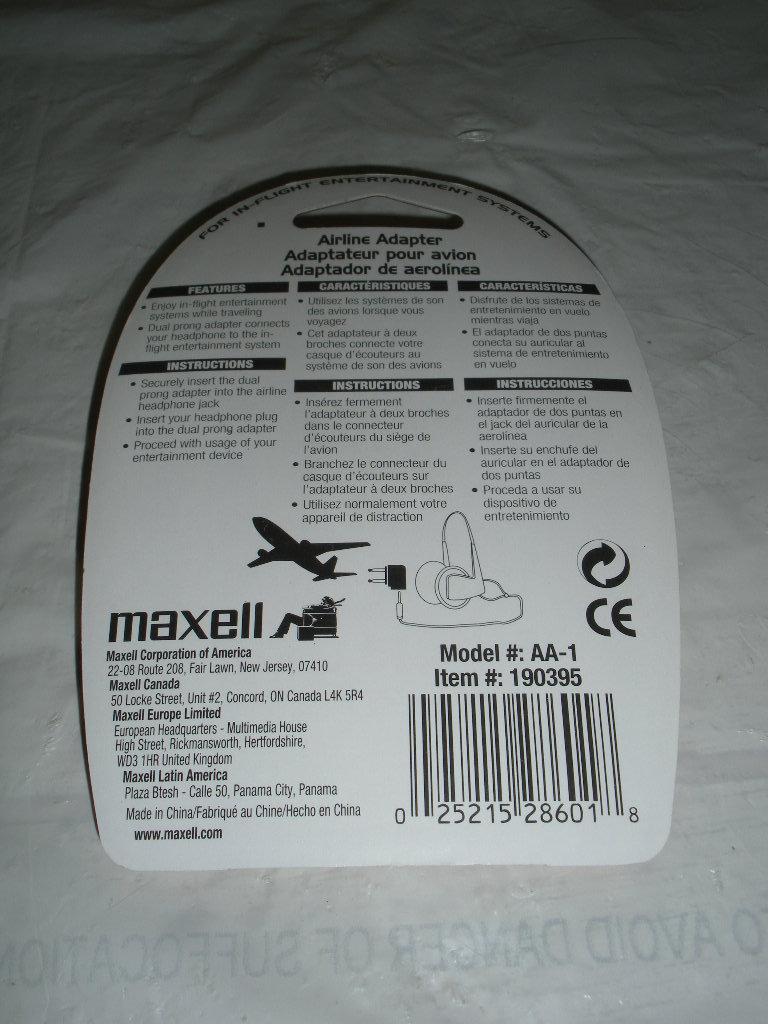 FOR IN-FLIGHT ENTERTAINMENT SYSTEMS
Airline Adapter
Adaptateur pour avion
Adaptador de aerolínea
FEATURES
• Enjoy in-flight entertainment
systems while traveling
• Dual prong adapter connects
your headphone to the in-
flight entertainment system
INSTRUCTIONS
• Securely insert the dual
prong adapter into the airline
headphone jack
• Insert your headphone plug
into the dual prong adapter
• Proceed with usage of your
entertainment device
CARACTÉRISTIQUES
• Utilisez les systèmes de son
des avions lorsque vous
voyagez
• Cet adaptateur à deux
broches connecte votre
casque d'écouteurs au
système de son des avions
INSTRUCTIONS
• Insérez fermement
l'adaptateur à deux broches
dans le connecteur
d'écouteurs du siège de
l'avion
• Branchez le connecteur du
casque d'écouteurs sur
l'adaptateur à deux broches
• Utilisez normalement votre
appareil de distraction
CARACTERÍSTICAS
• Disfrute de los sistemas de
entretenimiento en vuelo
mientras viaja
• El adaptador de dos puntas
conecta su auricular al
sistema de entretenimiento
en vuelo
INSTRUCCIONES
• Inserte firmemente el
adaptador de dos puntas en
el jack del auricular de la
aerolínea
• Inserte su enchufe del
auricular en el adaptador de
dos puntas
• Proceda a usar su
dispositivo de
entretenimiento
maxell
Maxell Corporation of America
22-08 Route 208, Fair Lawn, New Jersey, 07410
Maxell Canada
50 Locke Street, Unit #2, Concord, ON Canada L4K 5R4
Maxell Europe Limited
European Headquarters - Multimedia House
High Street, Rickmansworth, Hertfordshire,
WD3 1HR United Kingdom
Maxell Latin America
Plaza Btesh - Calle 50, Panama City, Panama
Made in China/Fabriqué au Chine/Hecho en China
www.maxell.com
CE
Model #: AA-1
Item #: 190395
0 25215 28601 8
TO AVOID DANGER OF SUFFOCATION